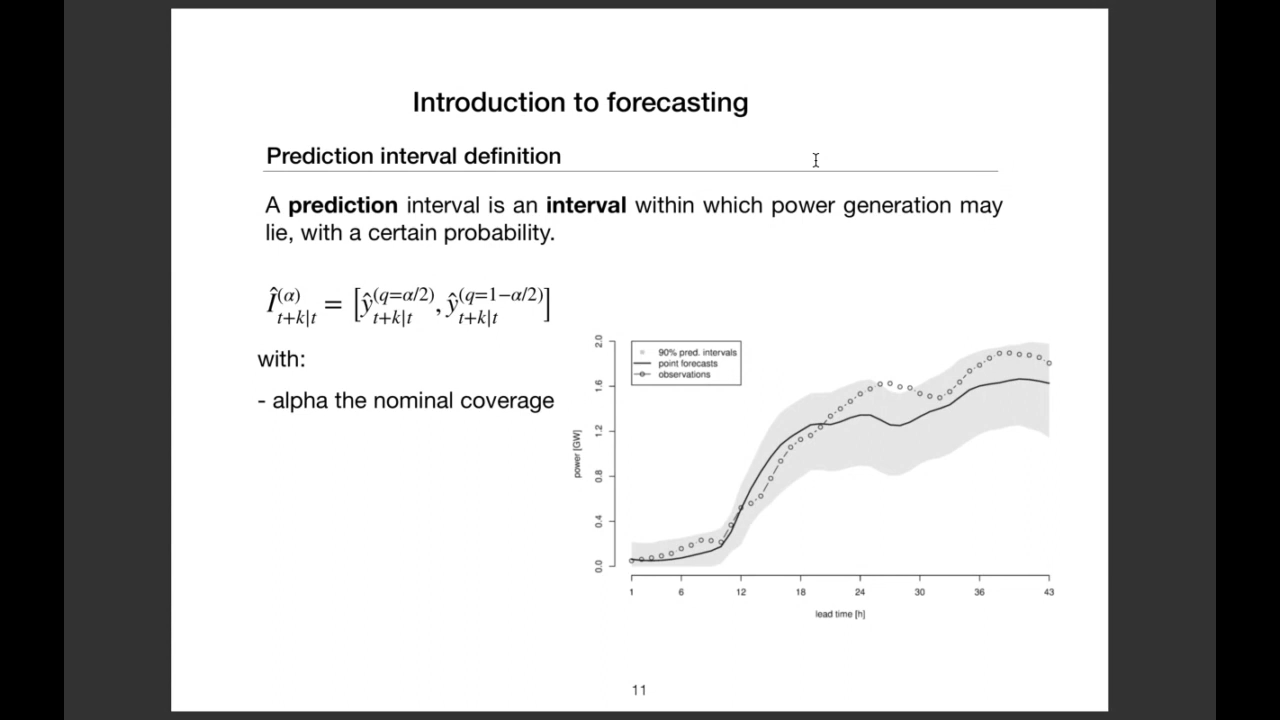 Introduction to forecasting
Prediction interval definition
A prediction interval is an interval within which power generation may
lie, with a certain probability.
Î^{(α)}_{t+k|t} = [ŷ^{(q=α/2)}_{t+k|t}, ŷ^{(q=1−α/2)}_{t+k|t}]
with:
- alpha the nominal coverage
90% pred. intervals
point forecasts
observations
power [GW]
2.0
1.6
1.2
0.8
0.4
0.0
1 6 12 18 24 30 36 43
lead time [h]
11